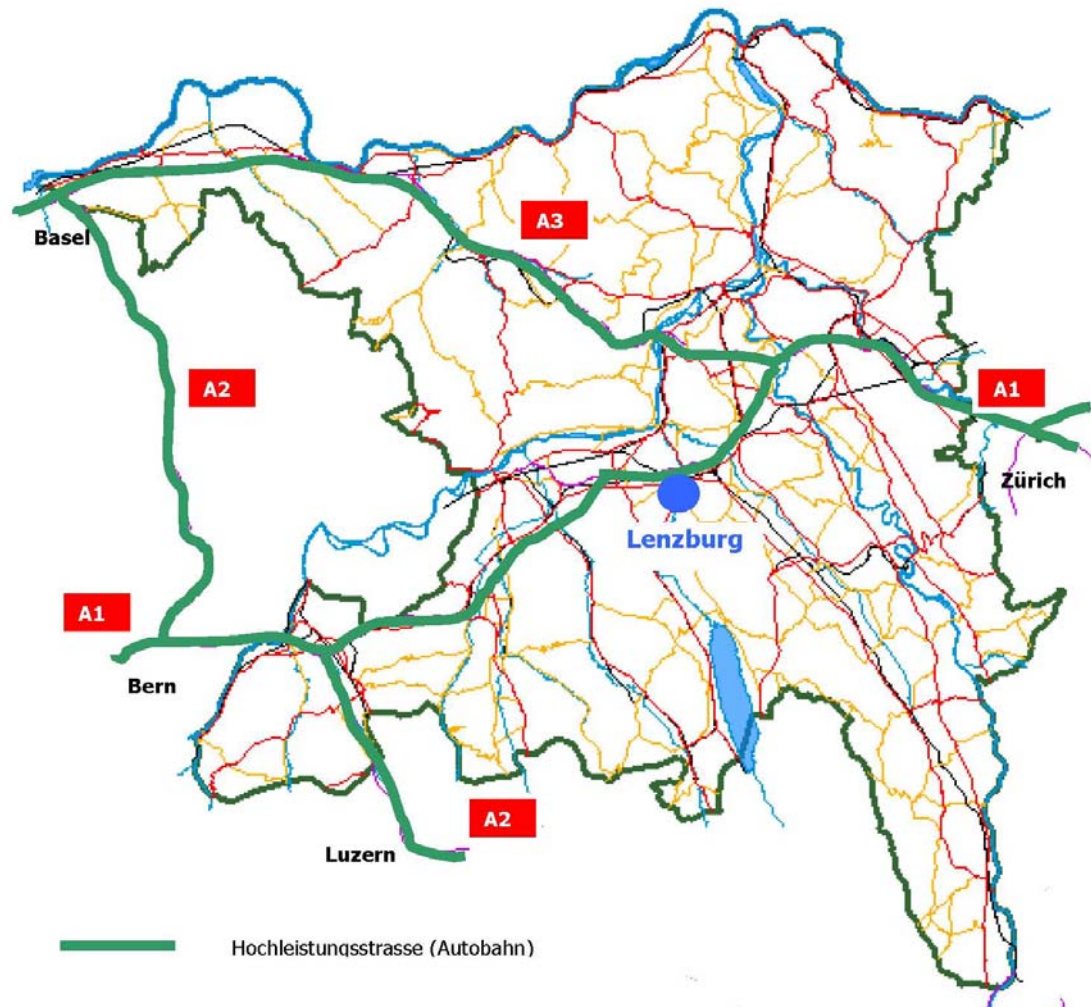 A3
Basel
A2
A1
Zürich
Lenzburg
A1
Bern
A2
Luzern
Hochleistungsstrasse (Autobahn)